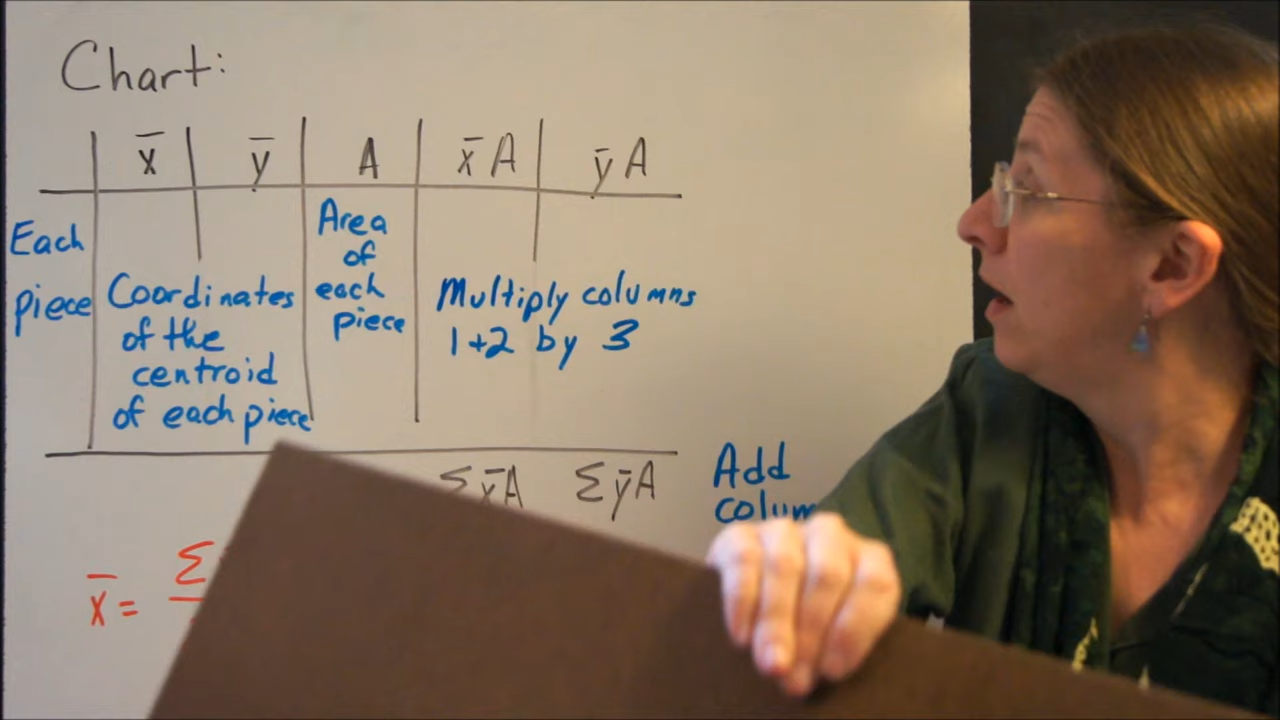 Chart:
x̄ ȳ A x̄A ȳA
Each
piece
Coordinates
of the
centroid
of each piece
Area
of
each
piece
Multiply columns
1+2 by 3
Σx̄A ΣȳA
Add
x̄ = Σ